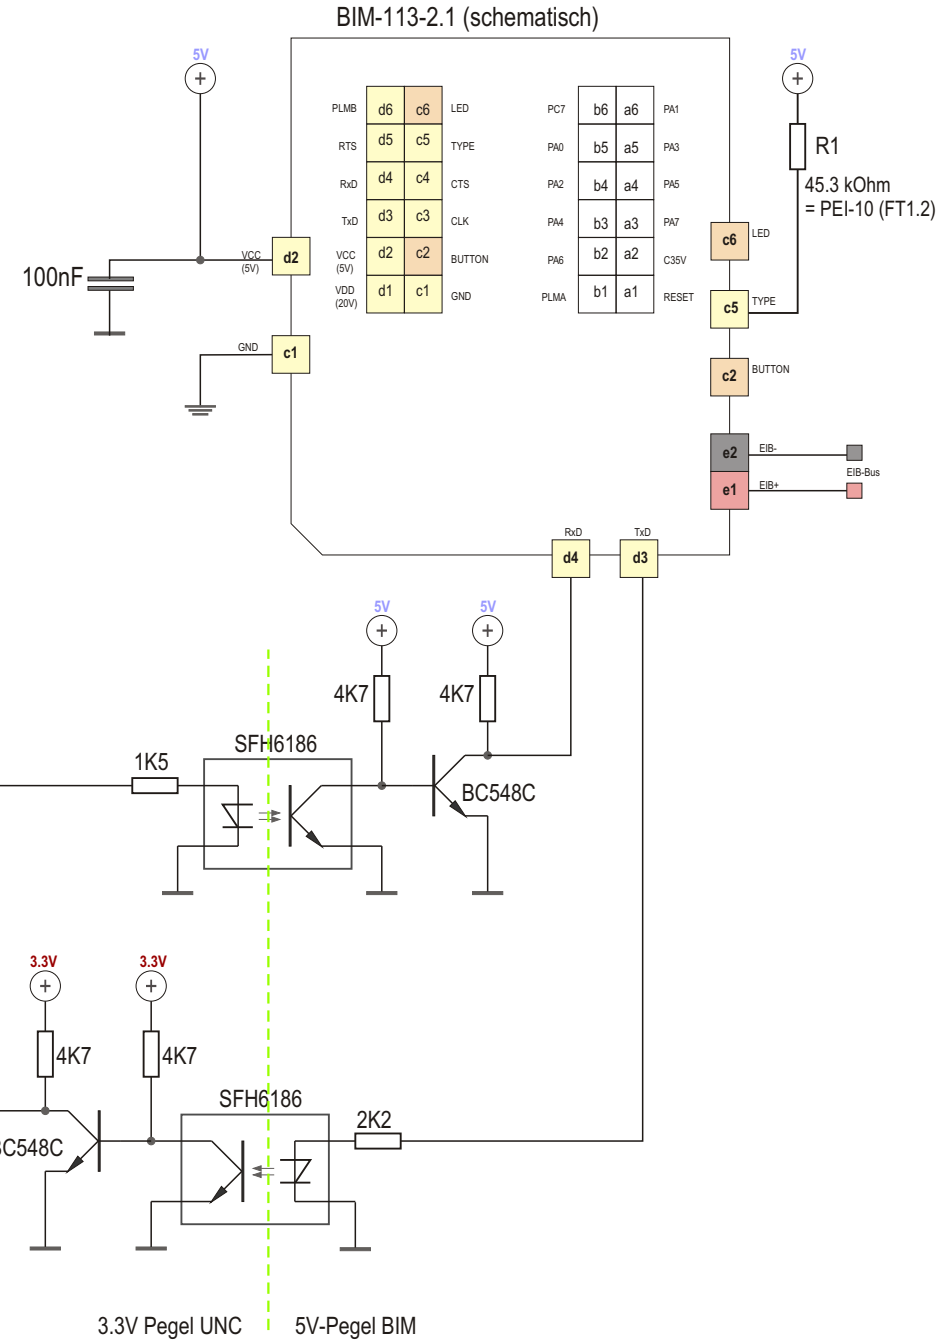 BIM-113-2.1 (schematisch)
5V
5V
PLMB d6 c6 LED
PC7 b6 a6 PA1
RTS d5 c5 TYPE
PA0 b5 a5 PA3
R1
RxD d4 c4 CTS
PA2 b4 a4 PA5
45.3 kOhm
= PEI-10 (FT1.2)
TxD d3 c3 CLK
PA4 b3 a3 PA7
c6 LED
VCC (5V) d2
VCC (5V) d2 c2 BUTTON
PA6 b2 a2 C35V
100nF
VDD (20V) d1 c1 GND
PLMA b1 a1 RESET
c5 TYPE
GND c1
c2 BUTTON
e2 EIB-
EIB-Bus
e1 EIB+
RxD TxD
d4 d3
5V 5V
4K7 4K7
SFH6186
1K5
BC548C
3.3V 3.3V
4K7 4K7
SFH6186
2K2
BC548C
3.3V Pegel UNC 5V-Pegel BIM